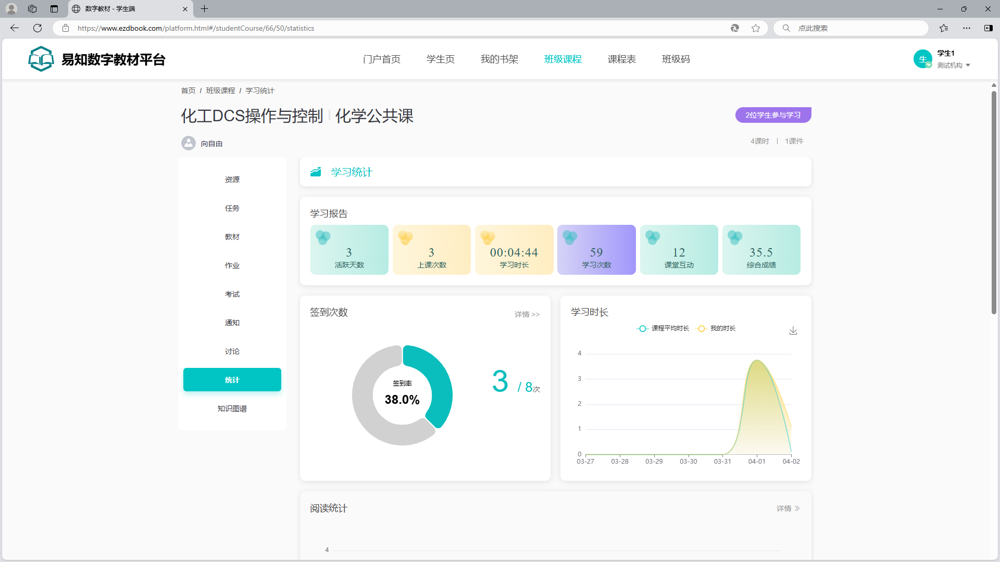 数字教材 - 学生端
https://www.ezdbook.com/platform.html#/studentCourse/66/50/statistics
点此搜索
易知数字教材平台
门户首页 学生页 我的书架 班级课程 课程表 班级码
生
学生1
测试机构
首页 / 班级课程 / 学习统计
化工DCS操作与控制 | 化学公共课
2位学生参与学习
向自由
4课时 | 1课件
资源
任务
教材
作业
考试
通知
讨论
统计
知识图谱
学习统计
学习报告
3 3 00:04:44 59 12 35.5
活跃天数 上课次数 学习时长 学习次数 课堂互动 综合成绩
签到次数
详情 >>
签到率
38.0%
3 / 8次
学习时长
课程平均时长 我的时长
4
3
2
1
0
03-27 03-28 03-29 03-30 03-31 04-01 04-02
阅读统计
详情
4